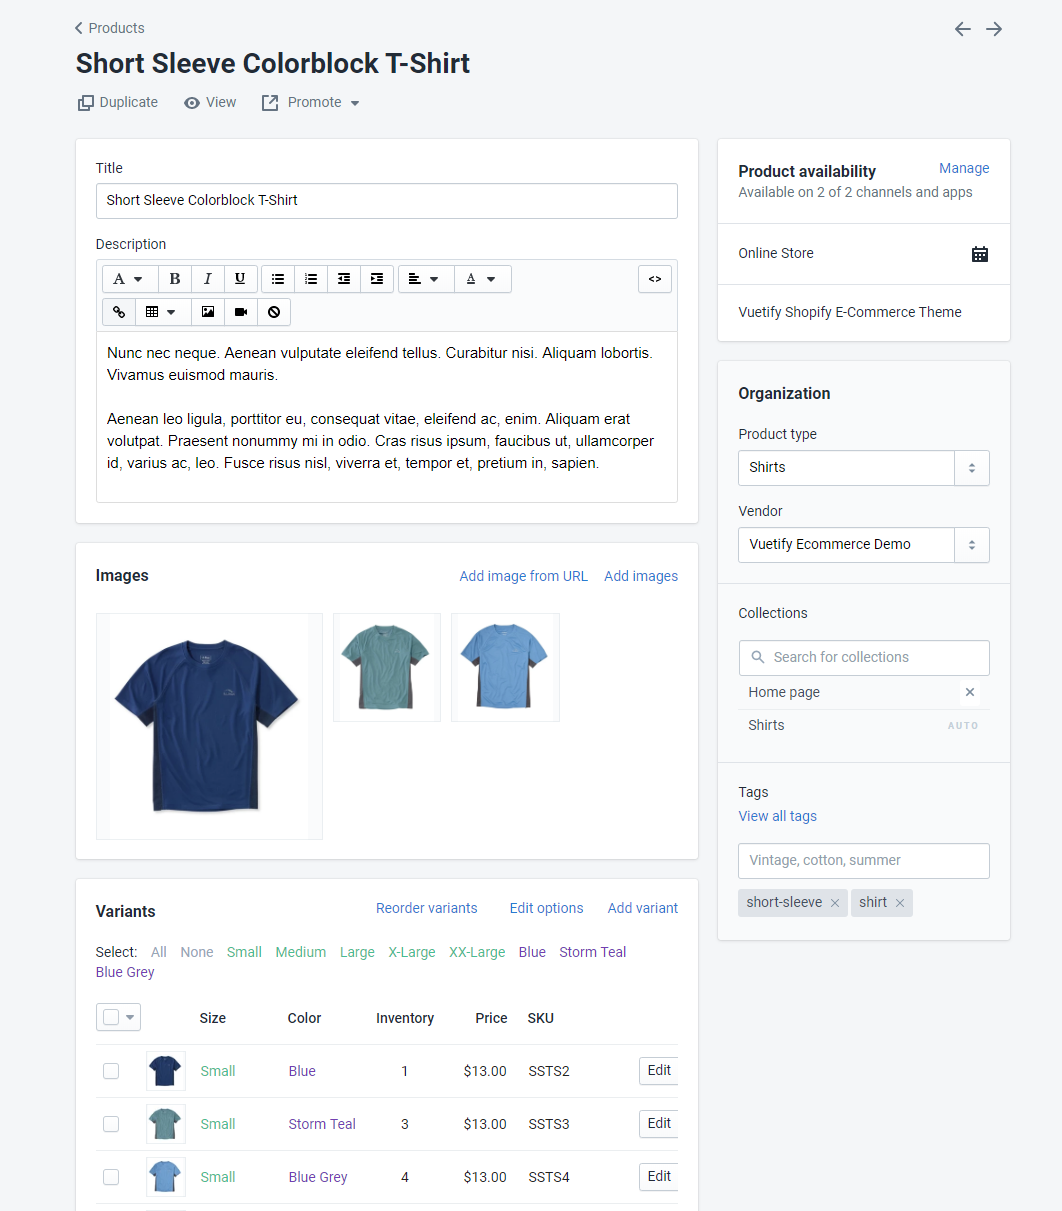 Products
Short Sleeve Colorblock T-Shirt
Duplicate View Promote
Title
Short Sleeve Colorblock T-Shirt
Description
A B I U A <>
Nunc nec neque. Aenean vulputate eleifend tellus. Curabitur nisi. Aliquam lobortis.
Vivamus euismod mauris.
Aenean leo ligula, porttitor eu, consequat vitae, eleifend ac, enim. Aliquam erat
volutpat. Praesent nonummy mi in odio. Cras risus ipsum, faucibus ut, ullamcorper
id, varius ac, leo. Fusce risus nisl, viverra et, tempor et, pretium in, sapien.
Images Add image from URL Add images
Variants Reorder variants Edit options Add variant
Select: All None Small Medium Large X-Large XX-Large Blue Storm Teal
Blue Grey
Size Color Inventory Price SKU
Small Blue 1 $13.00 SSTS2 Edit
Small Storm Teal 3 $13.00 SSTS3 Edit
Small Blue Grey 4 $13.00 SSTS4 Edit
Product availability Manage
Available on 2 of 2 channels and apps
Online Store
Vuetify Shopify E-Commerce Theme
Organization
Product type
Shirts
Vendor
Vuetify Ecommerce Demo
Collections
Search for collections
Home page
Shirts AUTO
Tags
View all tags
Vintage, cotton, summer
short-sleeve shirt